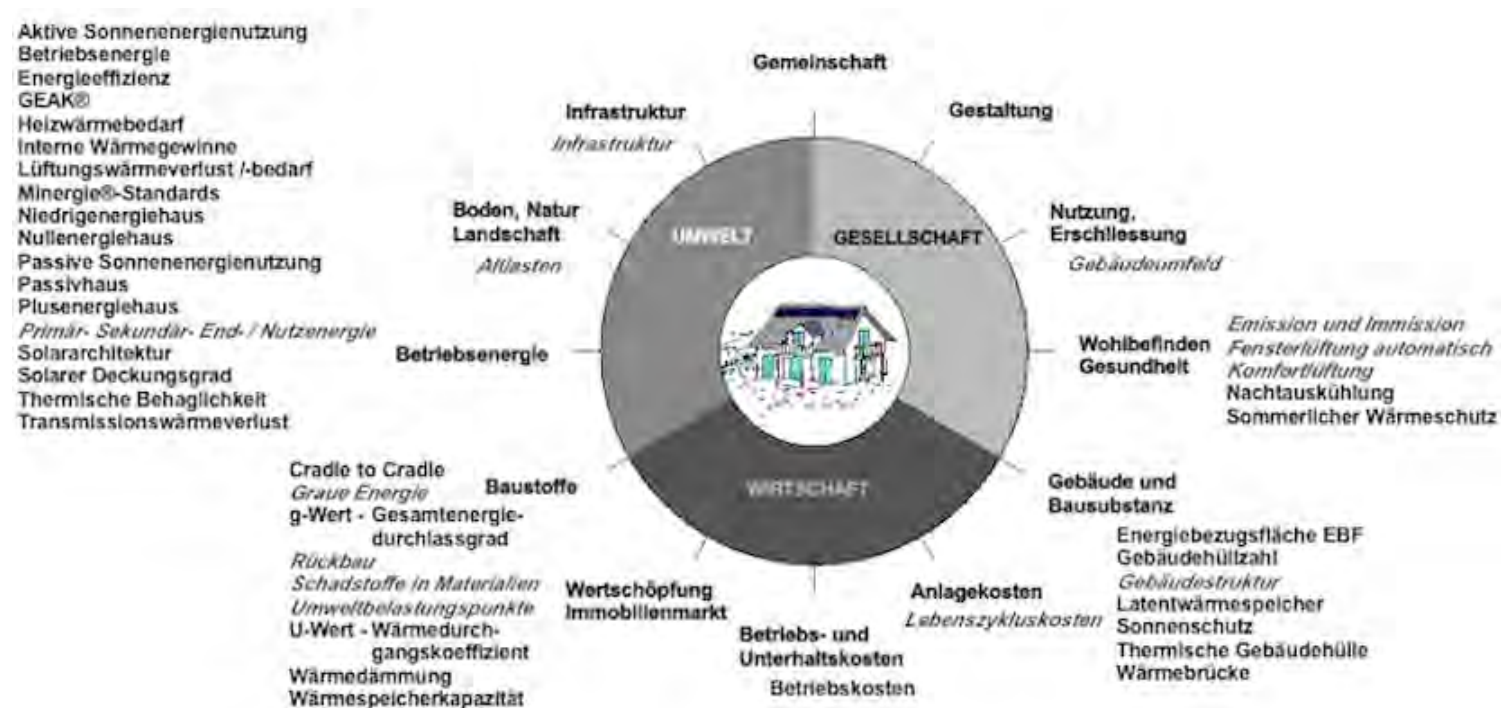 Aktive Sonnenenergienutzung
Betriebsenergie
Energieeffizienz
GEAK®
Heizwärmebedarf
Interne Wärmegewinne
Lüftungswärmeverlust /-bedarf
Minergie®-Standards
Niedrigenergiehaus
Nullenergiehaus
Passive Sonnenenergienutzung
Passivhaus
Plusenergiehaus
Primär- Sekundär- End- / Nutzenergie
Solararchitektur
Solarer Deckungsgrad
Thermische Behaglichkeit
Transmissionswärmeverlust
Gemeinschaft
Infrastruktur
Infrastruktur
Gestaltung
Boden, Natur
Landschaft
Altlasten
UMWELT
GESELLSCHAFT
Nutzung,
Erschliessung
Gebäudeumfeld
Betriebsenergie
Wohlbefinden
Gesundheit
Emission und Immission
Fensterlüftung automatisch
Komfortlüftung
Nachtauskühlung
Sommerlicher Wärmeschutz
WIRTSCHAFT
Baustoffe
Cradle to Cradle
Graue Energie
g-Wert - Gesamtenergie-
durchlassgrad
Rückbau
Schadstoffe in Materialien
Umweltbelastungspunkte
U-Wert - Wärmedurch-
gangskoeffizient
Wärmedämmung
Wärmespeicherkapazität
Wertschöpfung
Immobilienmarkt
Betriebs- und
Unterhaltskosten
Betriebskosten
Anlagekosten
Lebenszykluskosten
Gebäude und
Bausubstanz
Energiebezugsfläche EBF
Gebäudehüllzahl
Gebäudestruktur
Latentwärmespeicher
Sonnenschutz
Thermische Gebäudehülle
Wärmebrücke